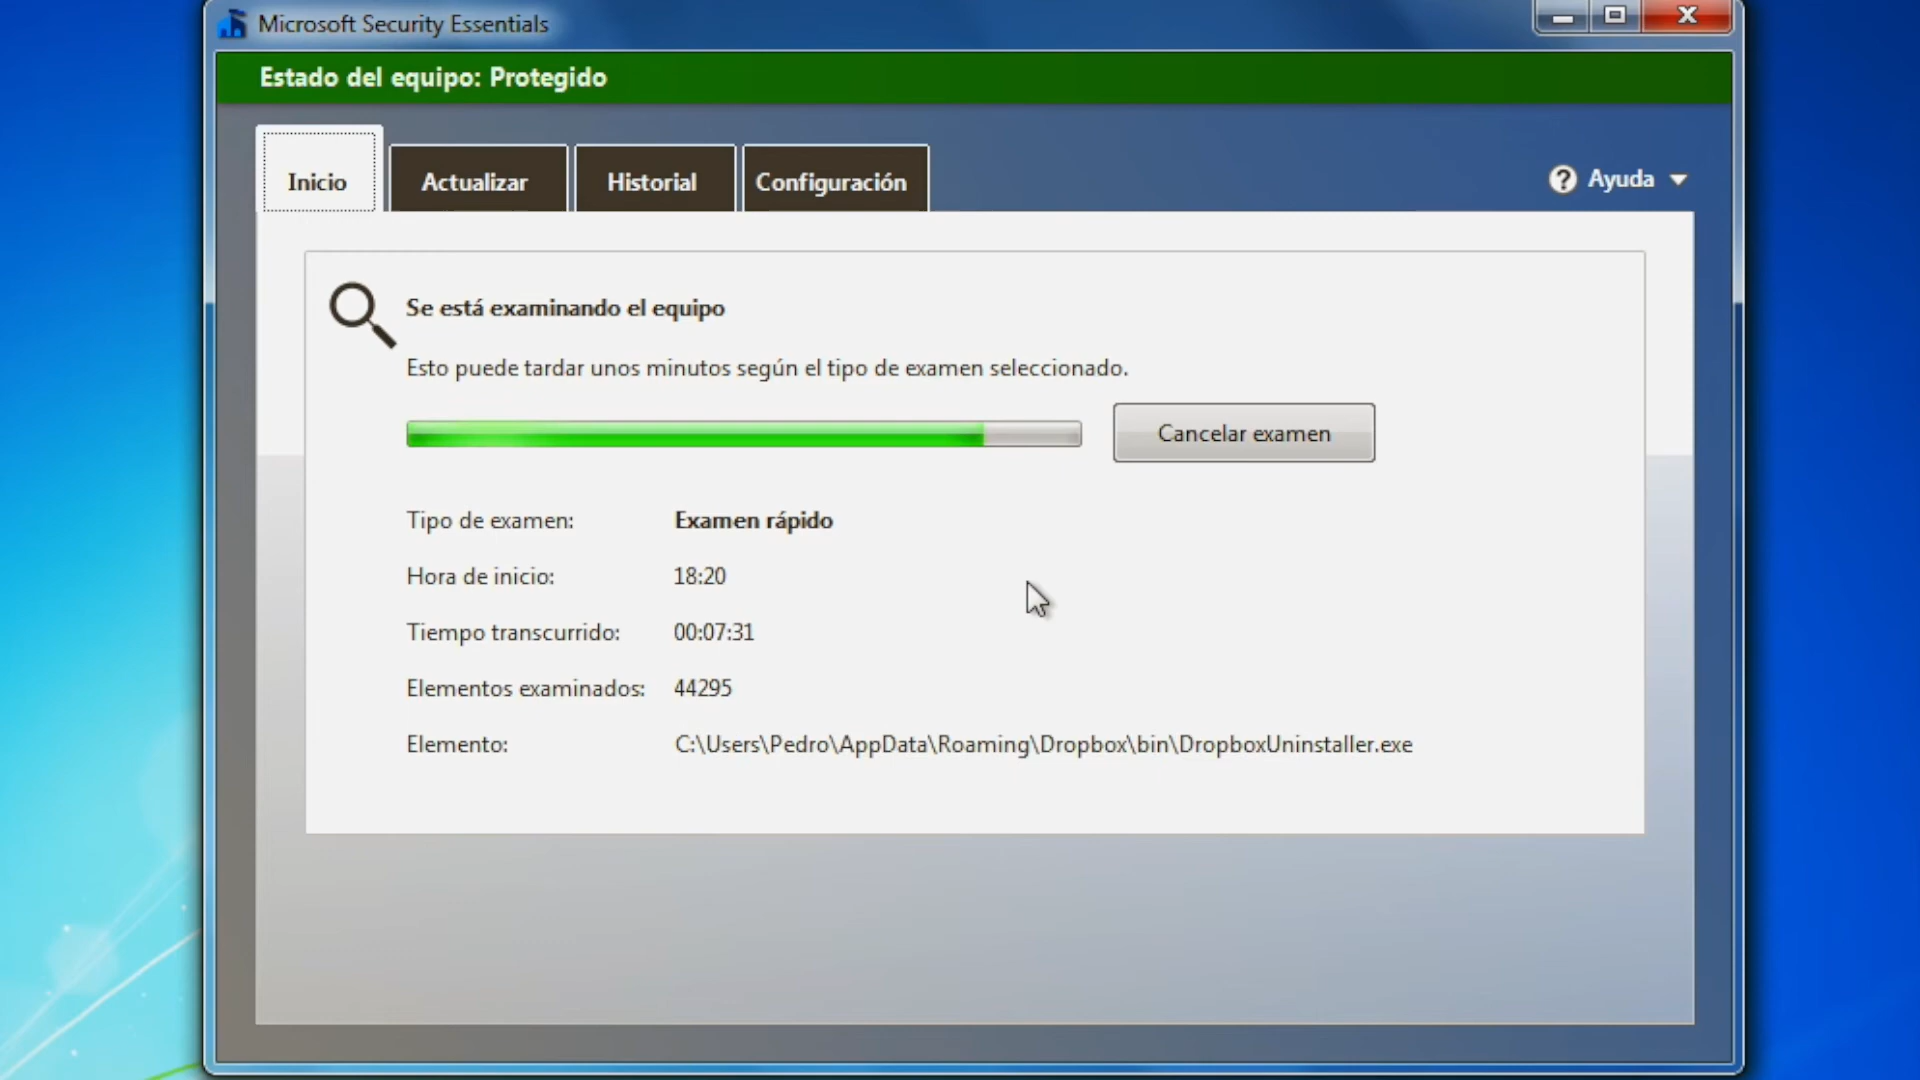 Microsoft Security Essentials
Estado del equipo: Protegido
Inicio
Actualizar
Historial
Configuración
Ayuda
Se está examinando el equipo
Esto puede tardar unos minutos según el tipo de examen seleccionado.
Cancelar examen
Tipo de examen: Examen rápido
Hora de inicio: 18:20
Tiempo transcurrido: 00:07:31
Elementos examinados: 44295
Elemento: C:\Users\Pedro\AppData\Roaming\Dropbox\bin\DropboxUninstaller.exe